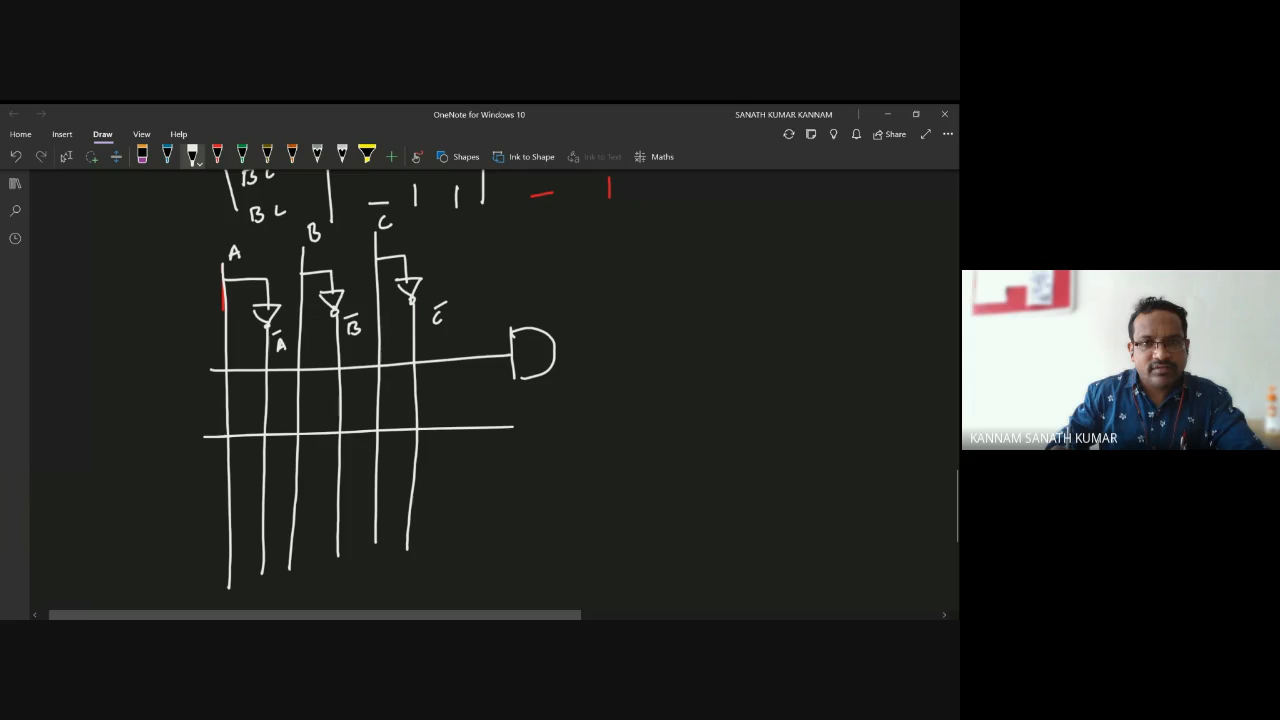 OneNote for Windows 10
SANATH KUMAR KANNAM
Home Insert Draw View Help
Shapes Ink to Shape Ink to Text Maths Share
B C
B C
A B C
A̅ B̅ C̅
KANNAM SANATH KUMAR